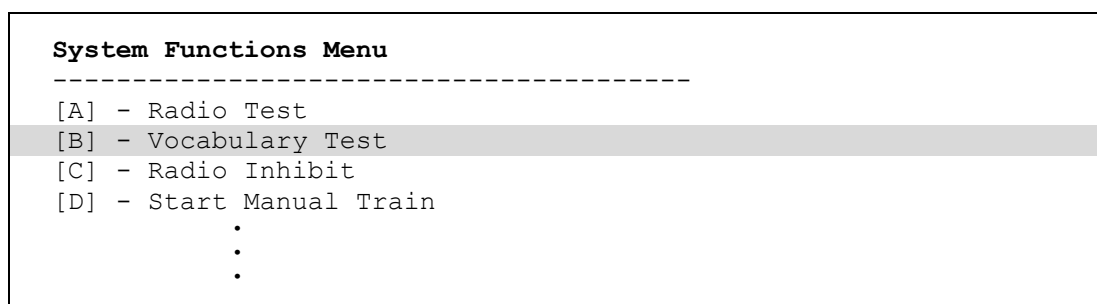 System Functions Menu
----------------------------------------
[A] - Radio Test
[B] - Vocabulary Test
[C] - Radio Inhibit
[D] - Start Manual Train
.
.
.